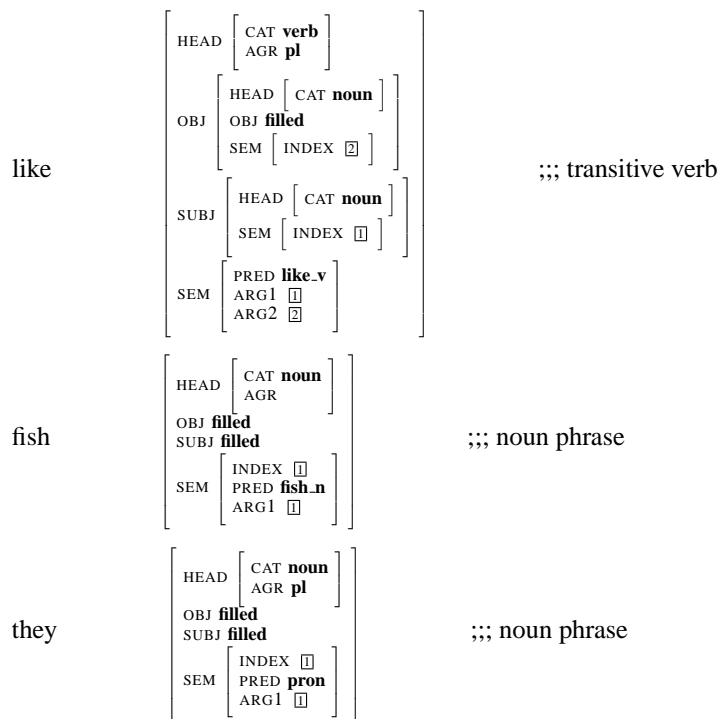 HEAD CAT verb
AGR pl
OBJ HEAD CAT noun
OBJ filled
SEM INDEX 2
like ;;; transitive verb
SUBJ HEAD CAT noun
SEM INDEX 1
SEM PRED like_v
ARG1 1
ARG2 2
HEAD CAT noun
AGR
OBJ filled
fish SUBJ filled ;;; noun phrase
SEM INDEX 1
PRED fish_n
ARG1 1
HEAD CAT noun
AGR pl
OBJ filled
they SUBJ filled ;;; noun phrase
SEM INDEX 1
PRED pron
ARG1 1